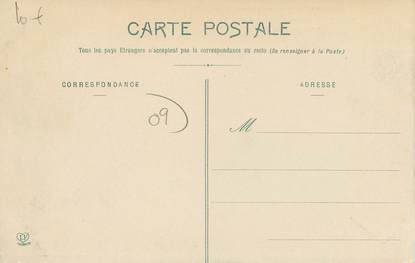 CARTE POSTALE
Tous les pays Etrangers n'acceptent pas la correspondance au recto (Se renseigner à la Poste)
CORRESPONDANCE
ADRESSE
09
M